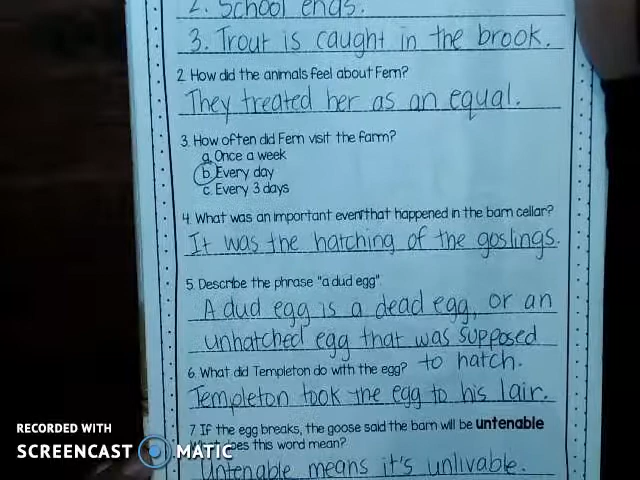 2. School ends.
3. Trout is caught in the brook.
2 How did the animals feel about Fern?
They treated her as an equal.
3. How often did Fern visit the farm?
a. Once a week
b. Every day
c. Every 3 days
4. What was an important event that happened in the barn cellar?
It was the hatching of the goslings.
5. Describe the phrase "a dud egg"
A dud egg is a dead egg, or an
unhatched egg that was supposed
to hatch.
6. What did Templeton do with the egg?
Templeton took the egg to his lair.
7 If the egg breaks, the goose said the barn will be untenable
What does this word mean?
Untenable means it's unlivable.
RECORDED WITH
SCREENCAST MATIC